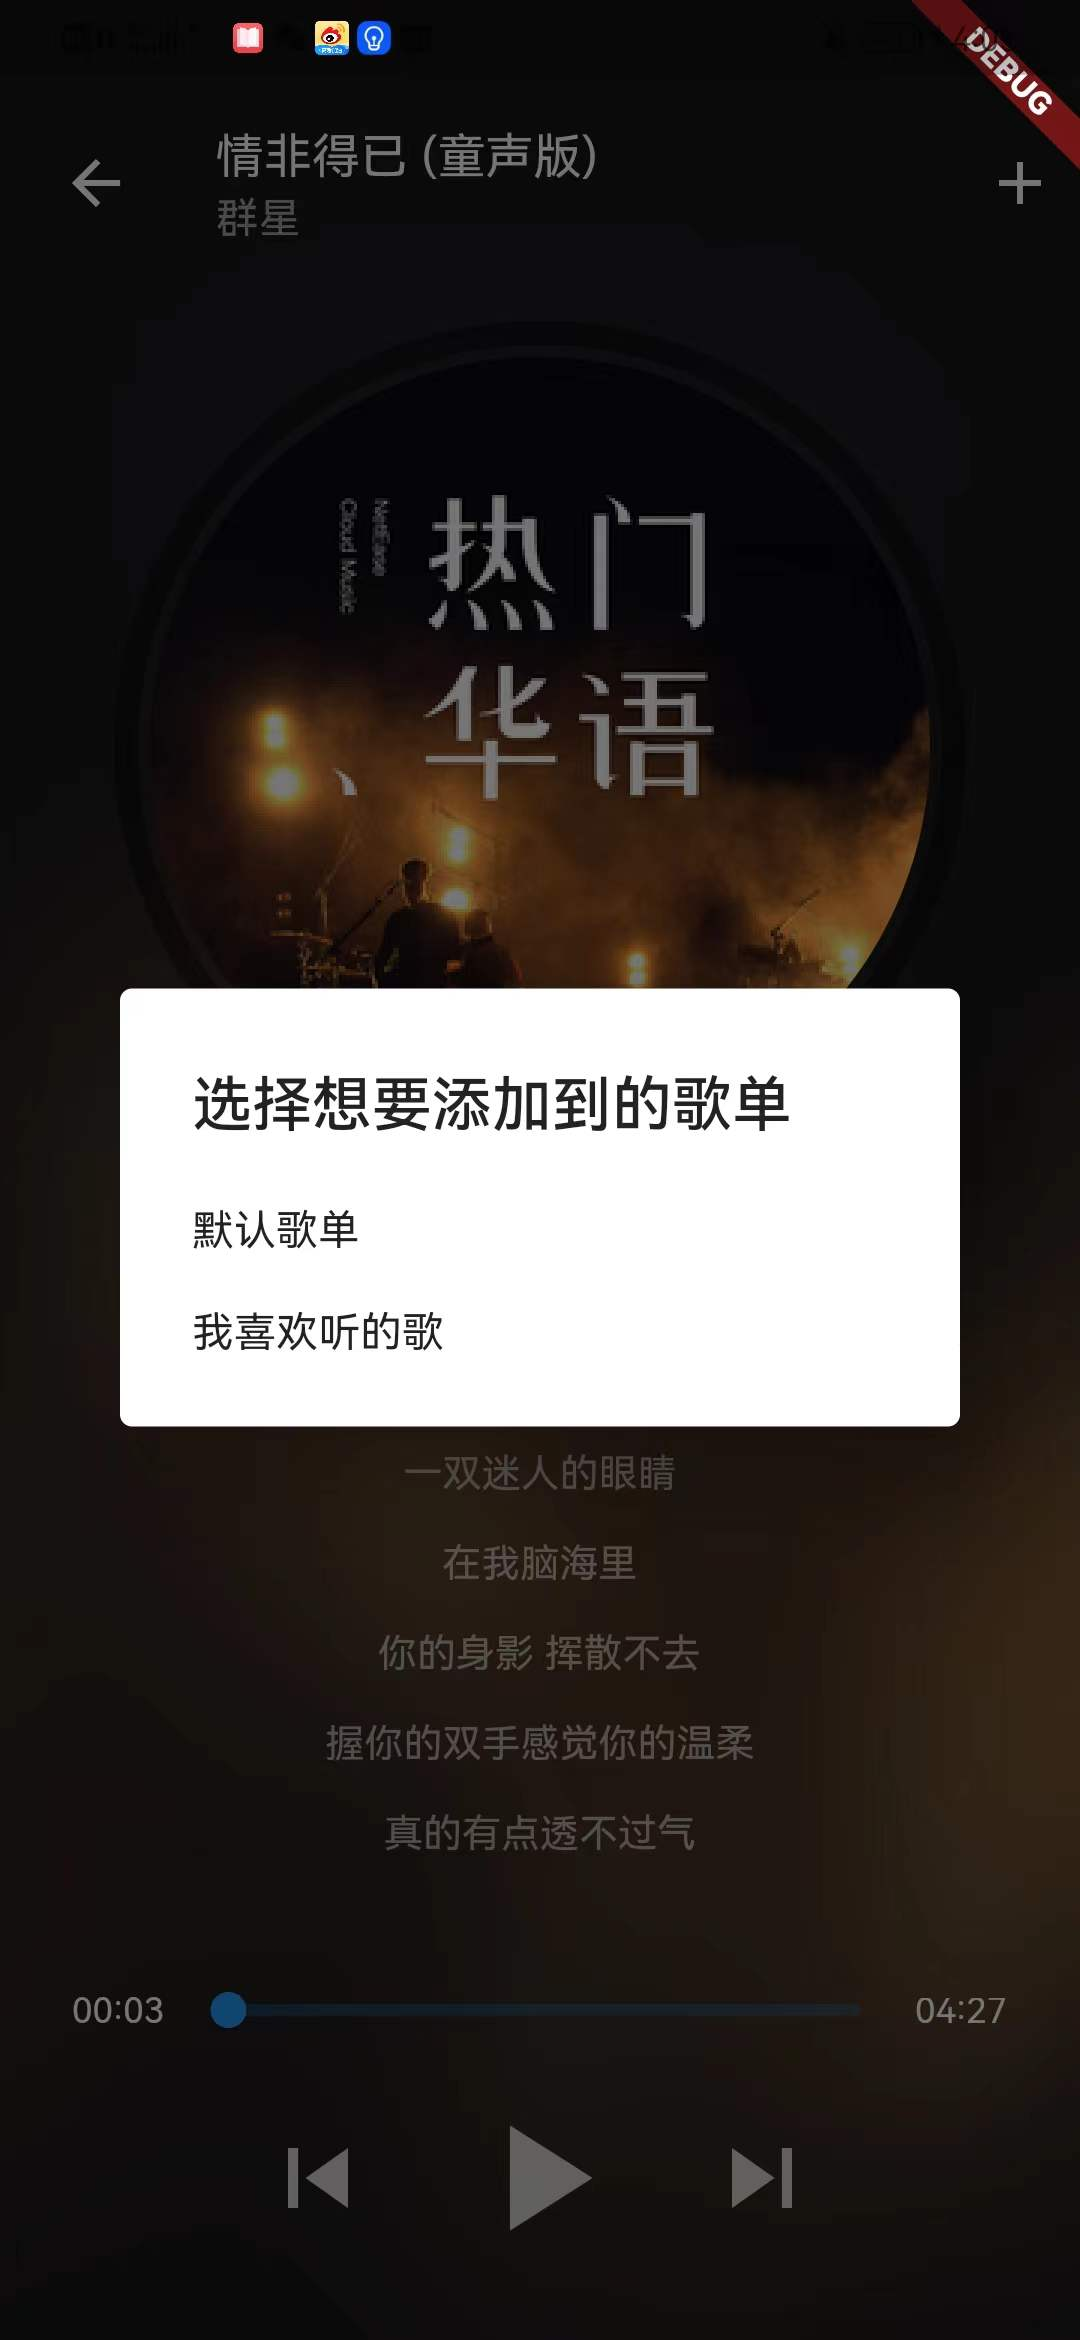 DEBUG
情非得已 (童声版)
群星
热门
华语
NetEase
Cloud Music
选择想要添加到的歌单
默认歌单
我喜欢听的歌
一双迷人的眼睛
在我脑海里
你的身影 挥散不去
握你的双手感觉你的温柔
真的有点透不过气
00:03
04:27